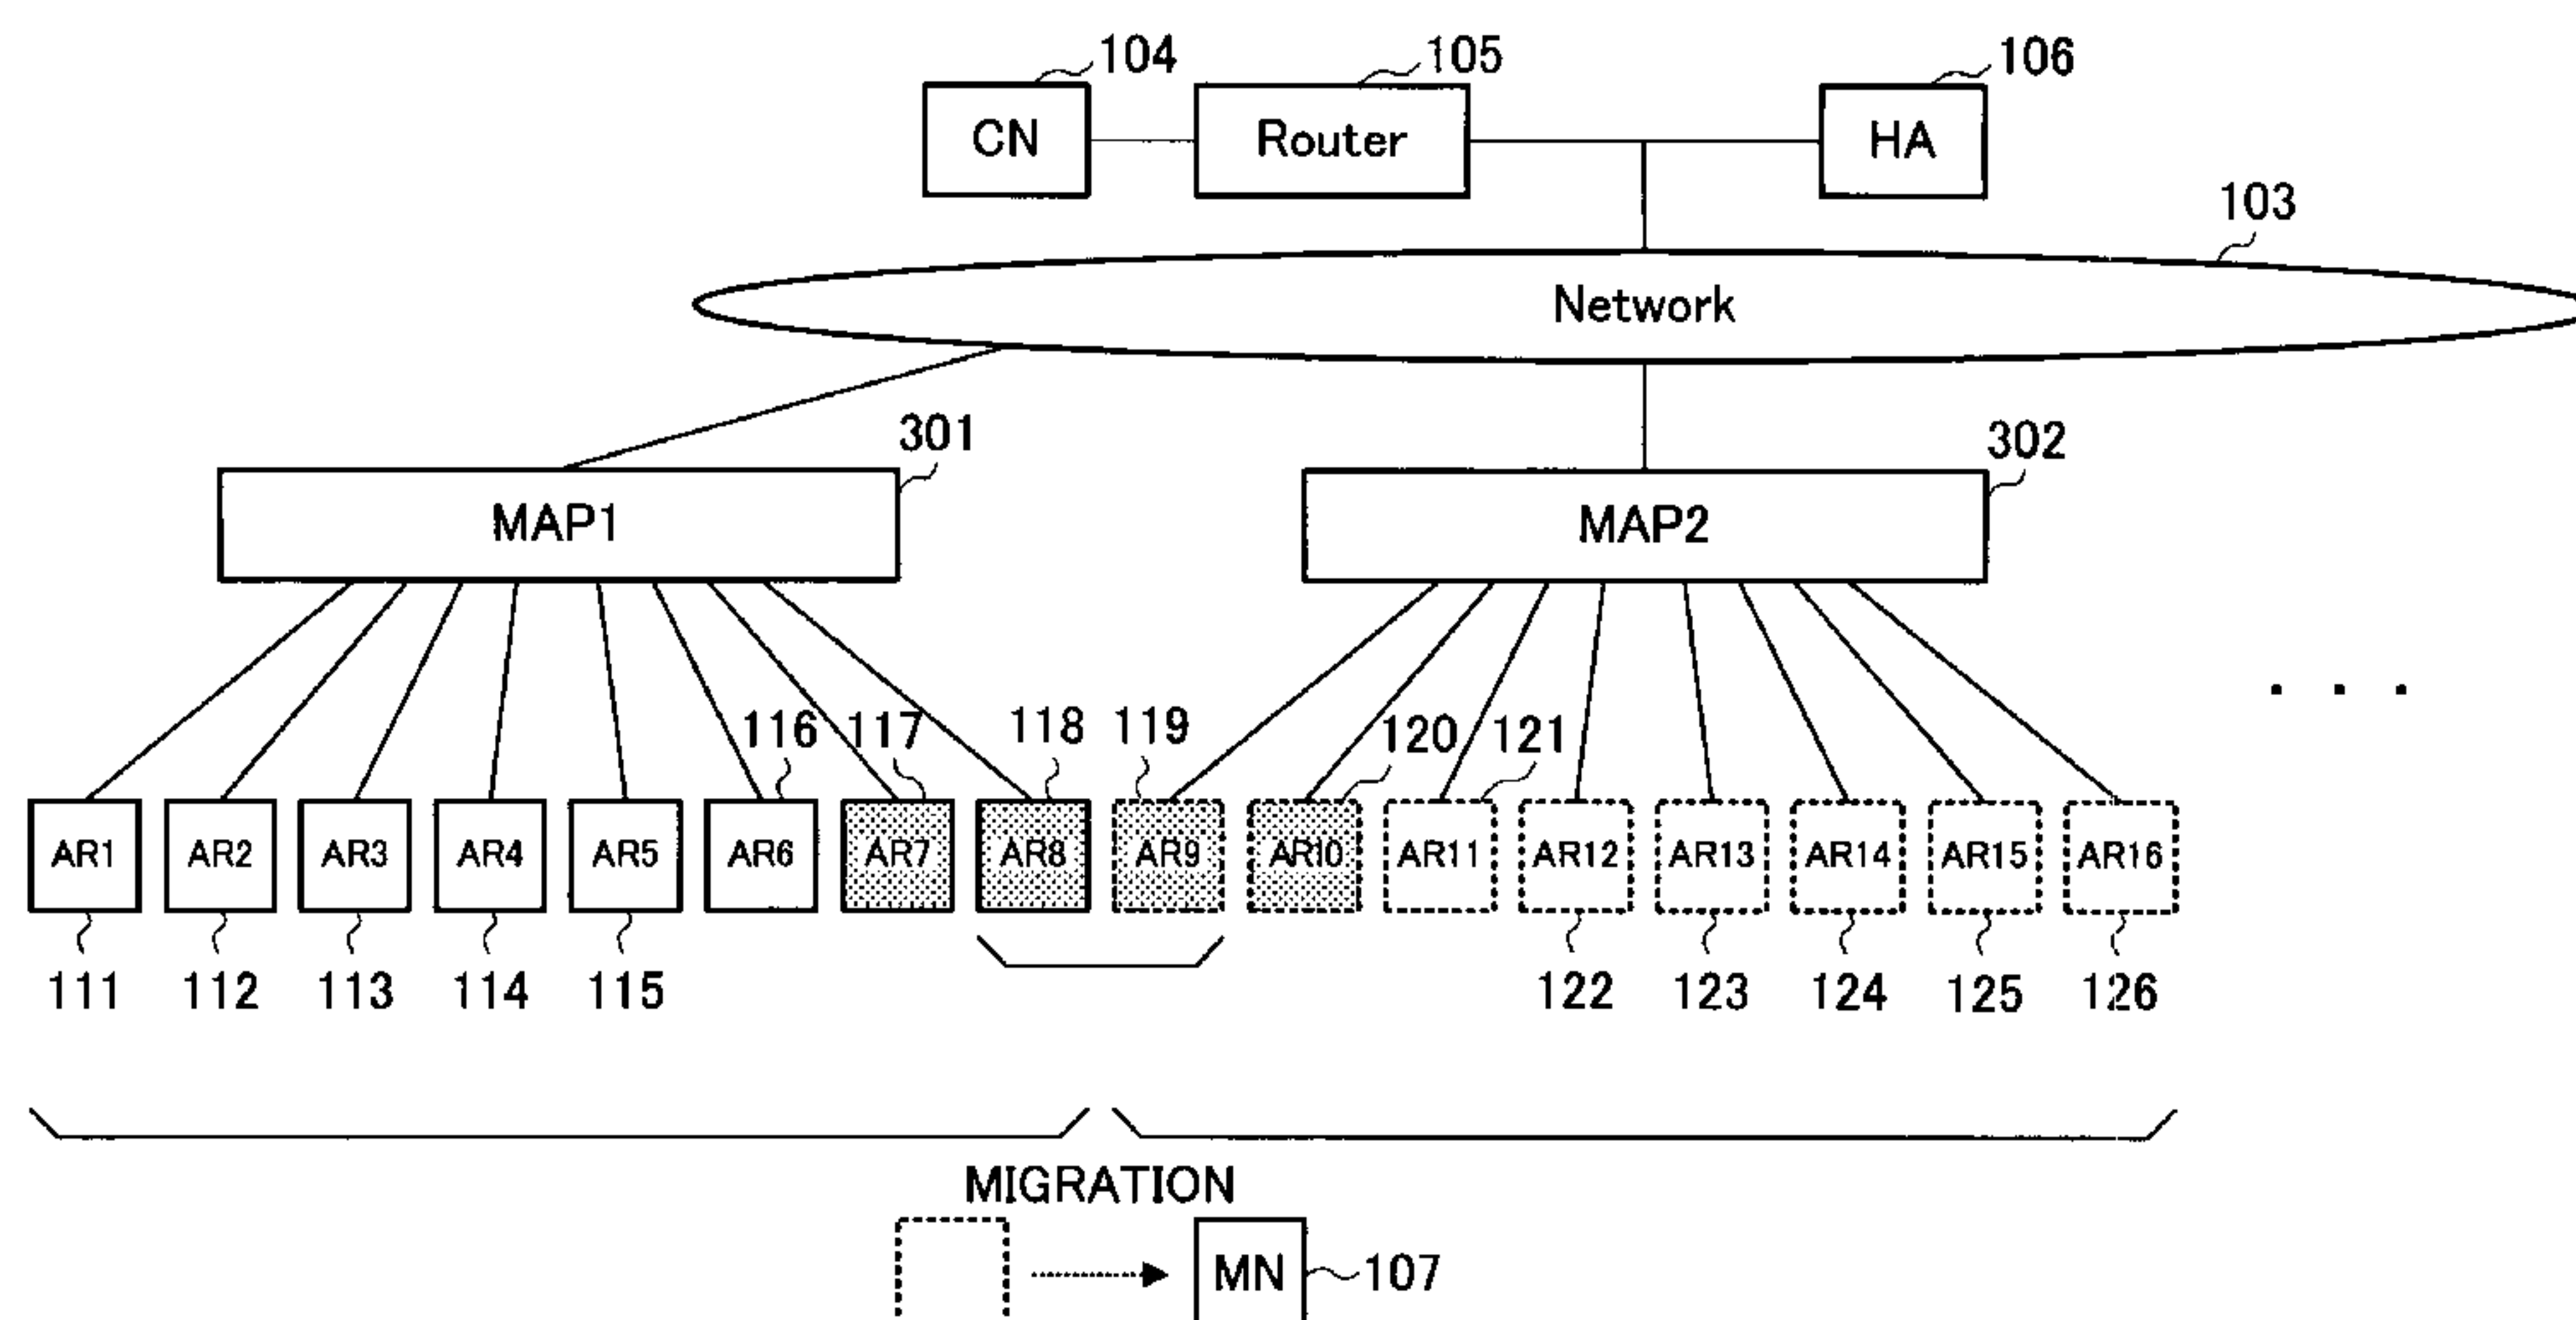 104 105 106
CN Router HA
103
Network
301 302
MAP1 MAP2
. . .
116 117 118 119 120 121
AR1 AR2 AR3 AR4 AR5 AR6 AR7 AR8 AR9 AR10 AR11 AR12 AR13 AR14 AR15 AR16
111 112 113 114 115 122 123 124 125 126
MIGRATION
MN 107